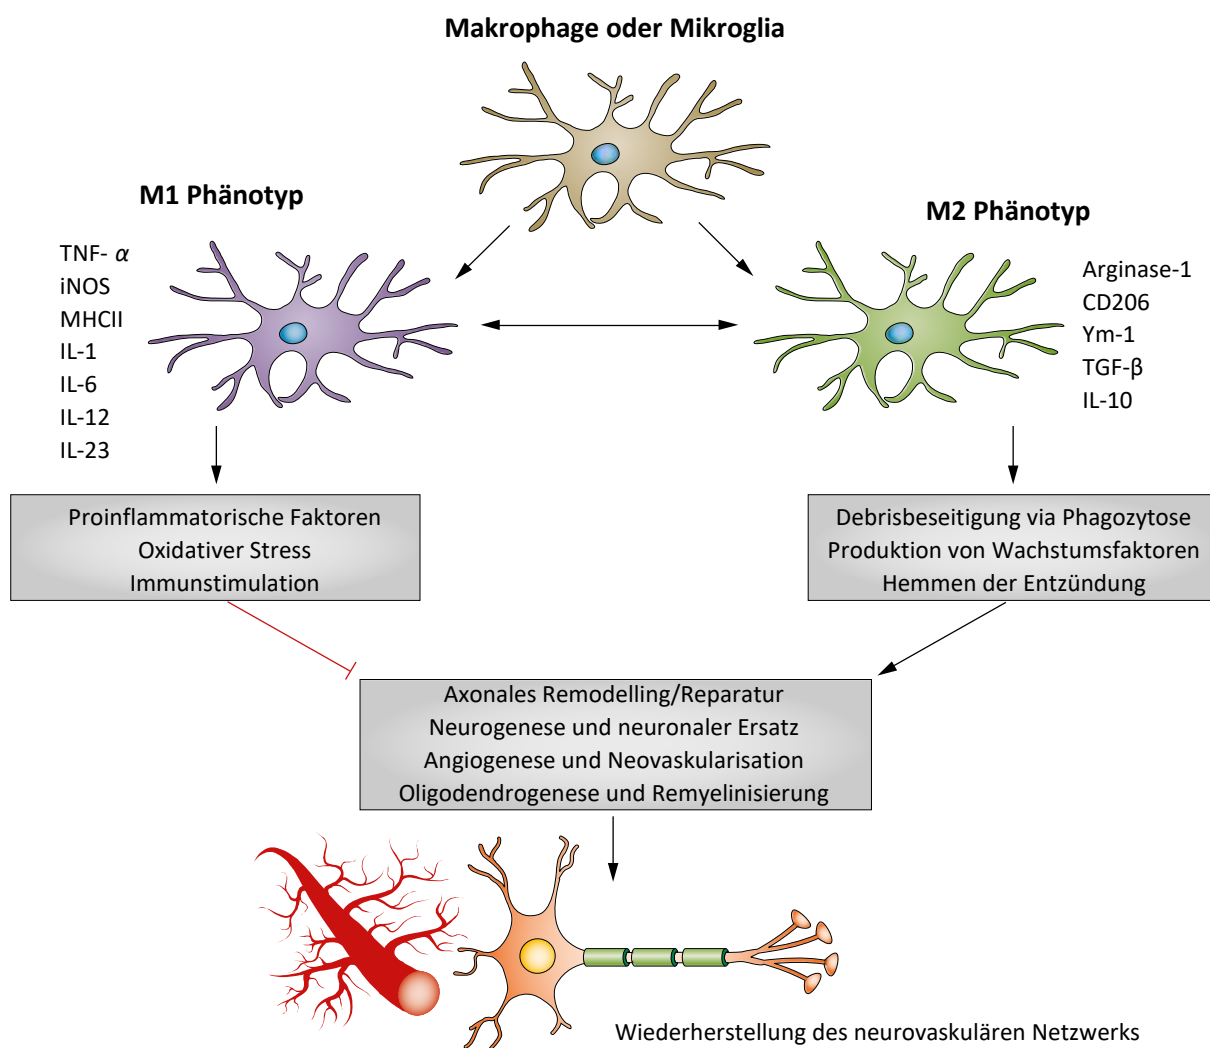 Makrophage oder Mikroglia
M1 Phänotyp
TNF- α
iNOS
MHCII
IL-1
IL-6
IL-12
IL-23
M2 Phänotyp
Arginase-1
CD206
Ym-1
TGF-β
IL-10
Proinflammatorische Faktoren
Oxidativer Stress
Immunstimulation
Debrisbeseitigung via Phagozytose
Produktion von Wachstumsfaktoren
Hemmen der Entzündung
Axonales Remodelling/Reparatur
Neurogenese und neuronaler Ersatz
Angiogenese und Neovaskularisation
Oligodendrogenese und Remyelinisierung
Wiederherstellung des neurovaskulären Netzwerks